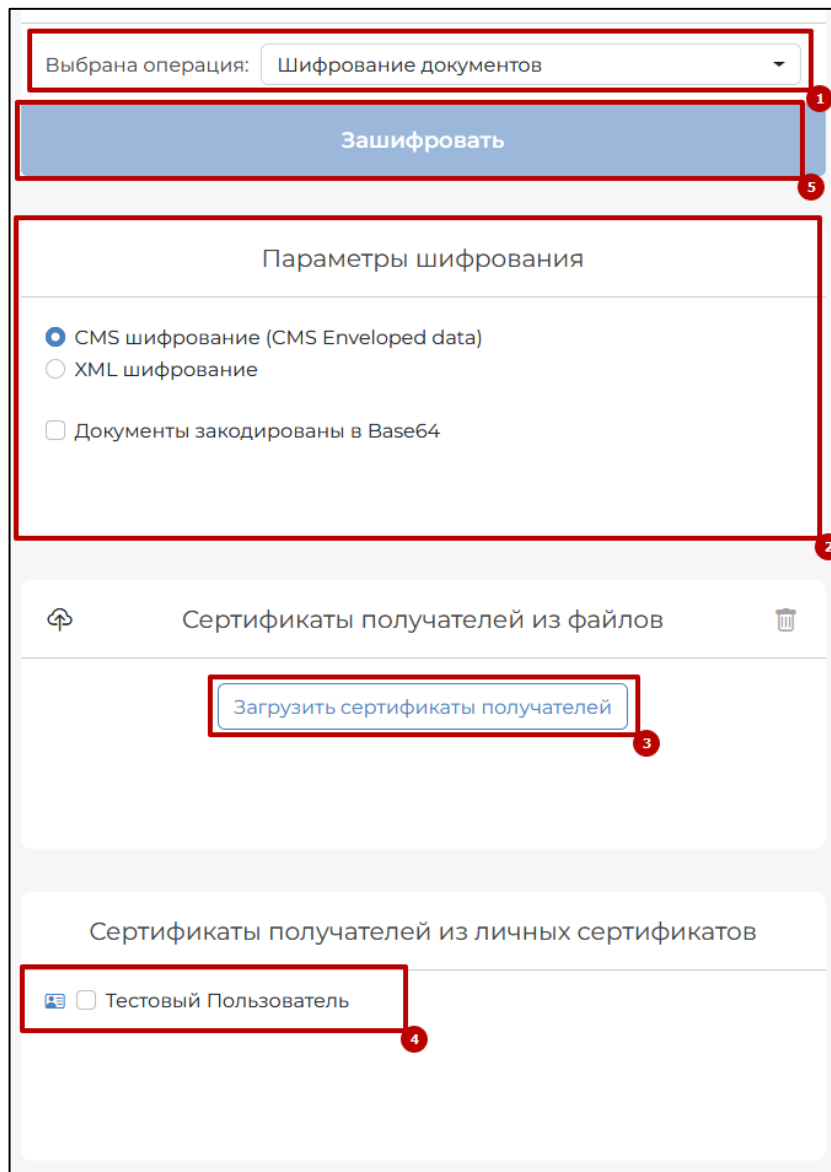 Выбрана операция: Шифрование документов
1
Зашифровать
5
Параметры шифрования
CMS шифрование (CMS Enveloped data)
XML шифрование
Документы закодированы в Base64
2
Сертификаты получателей из файлов
Загрузить сертификаты получателей
3
Сертификаты получателей из личных сертификатов
Тестовый Пользователь
4